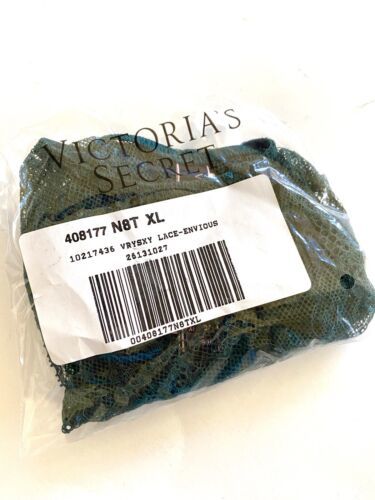 VICTORIA'S
SECRET
408177 N8T XL
10217436 VRYSXY LACE-ENVIOUS
26131027
00408177N8TXL